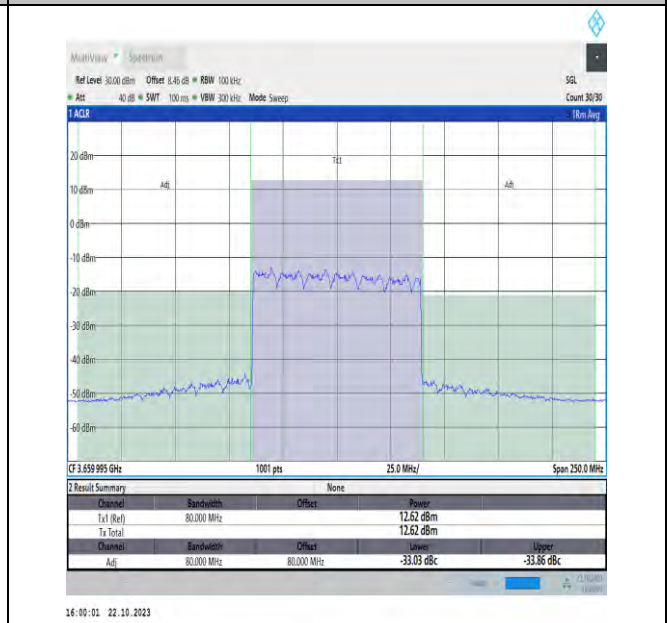 MultiView Spectrum
Ref Level 30.00 dBm Offset 8.46 dB RBW 100 kHz SGL
Att 40 dB SWT 100 ms VBW 300 kHz Mode Sweep Count 30/30
1 ACLR 1Rm Avg
20 dBm
Tx1
Adj Adj
10 dBm
0 dBm
-10 dBm
-20 dBm
-30 dBm
-40 dBm
-50 dBm
-60 dBm
CF 3.659 995 GHz 1001 pts 25.0 MHz/ Span 250.0 MHz
2 Result Summary None
Channel Bandwidth Offset Power
Tx1 (Ref) 80.000 MHz 12.62 dBm
Tx Total 12.62 dBm
Channel Bandwidth Offset Lower Upper
Adj 80.000 MHz 80.000 MHz -33.03 dBc -33.86 dBc
16:00:01 22.10.2023